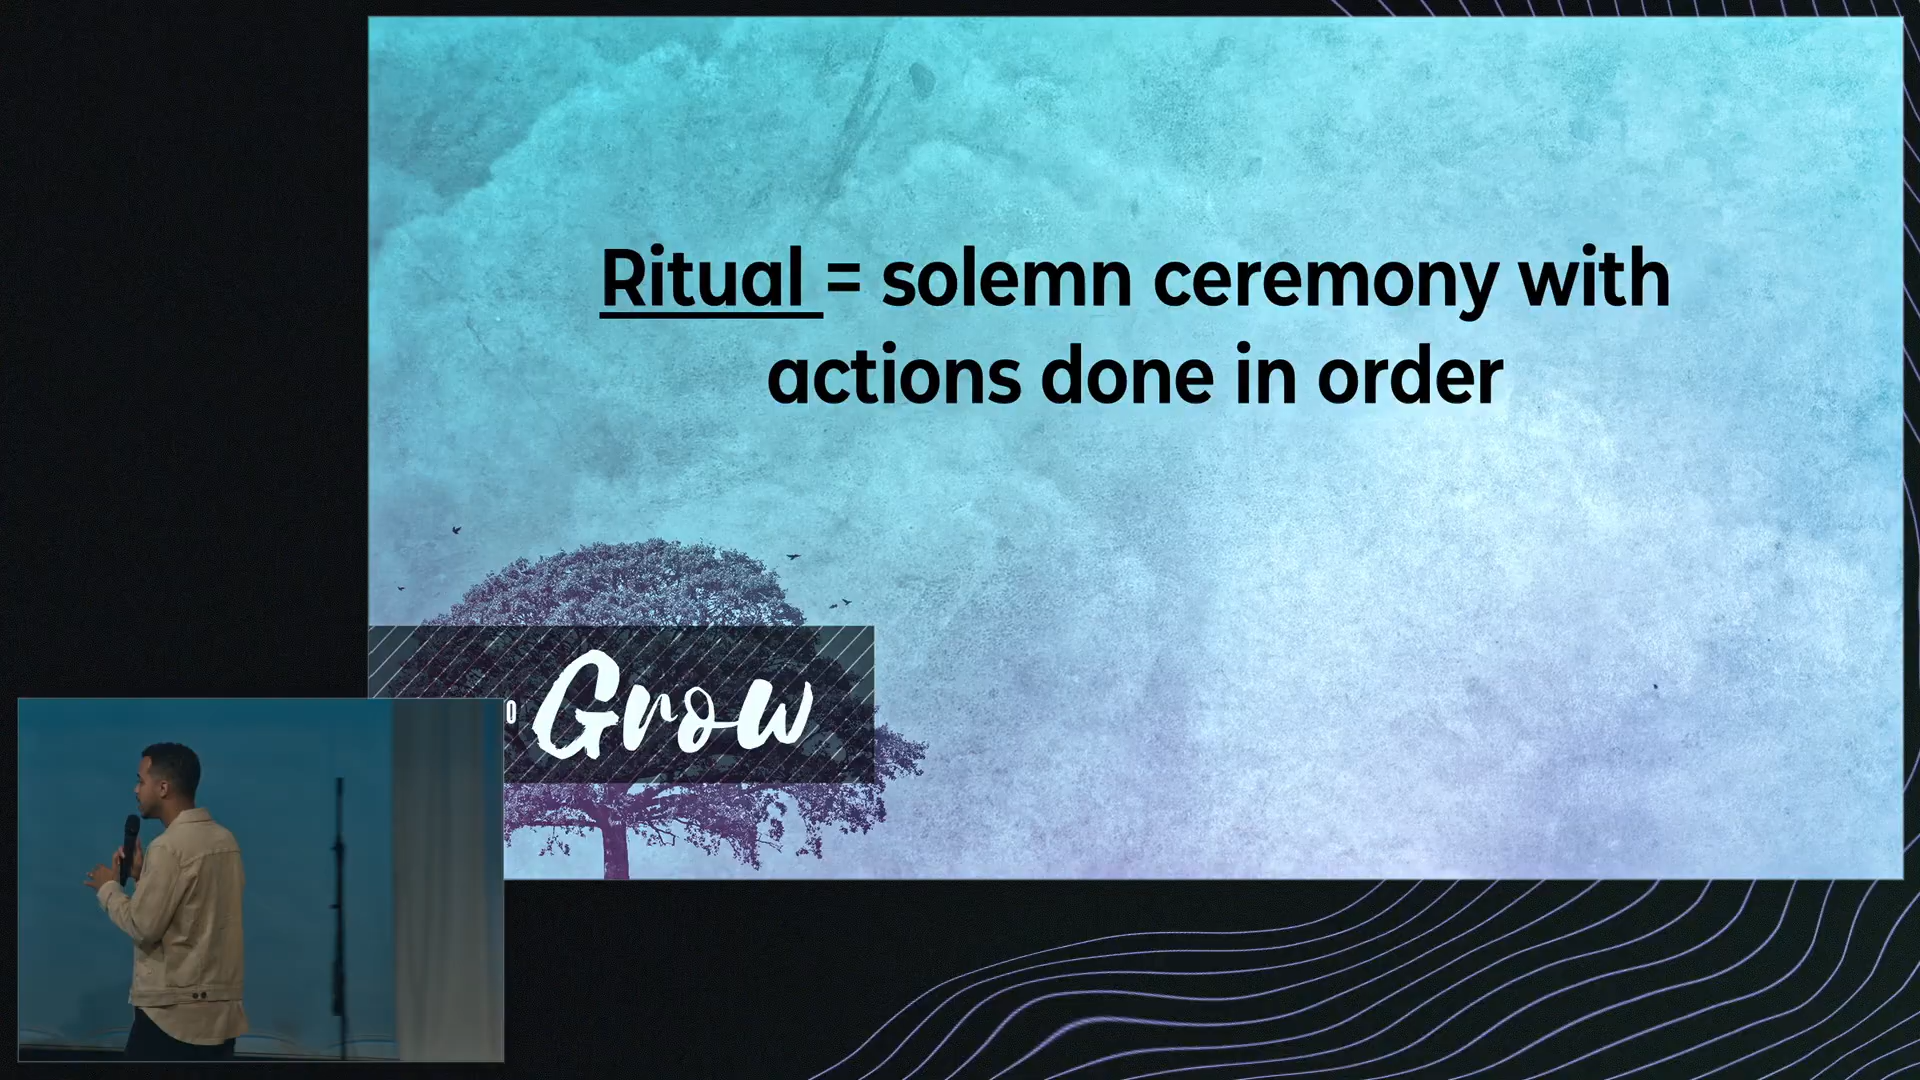 Ritual = solemn ceremony with
actions done in order
Grow